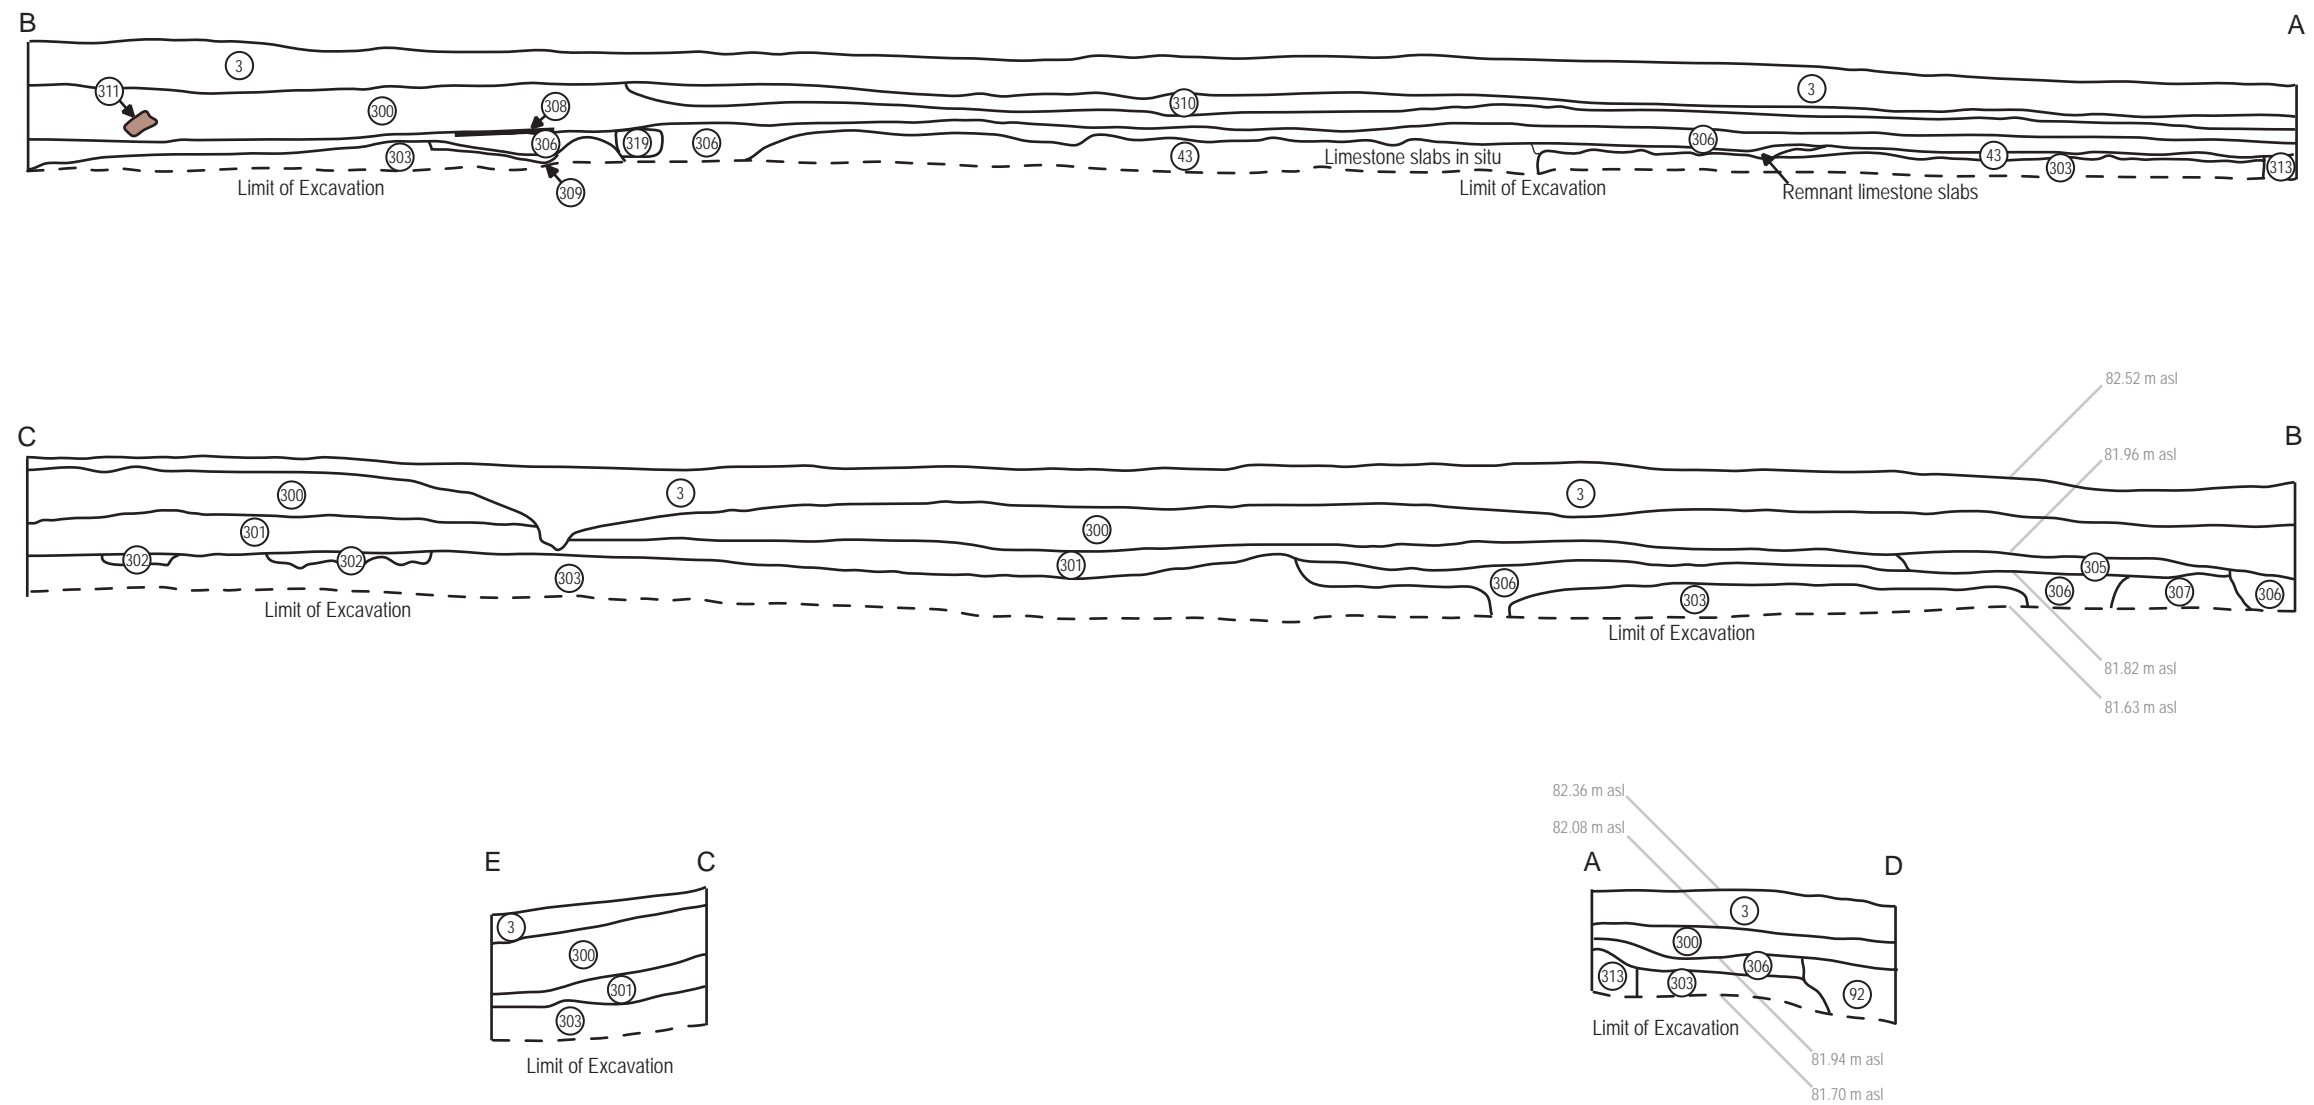 B
A
3
311
300
308
310
3
306
303
319
306
309
43
Limestone slabs in situ
306
43
303
313
Limit of Excavation
Limit of Excavation
Remnant limestone slabs
82.52 m asl
81.96 m asl
C
B
300
3
3
301
300
302
302
303
301
306
303
305
306
307
306
Limit of Excavation
Limit of Excavation
81.82 m asl
81.63 m asl
82.36 m asl
82.08 m asl
E
C
A
D
3
300
301
303
Limit of Excavation
3
300
306
313
303
92
Limit of Excavation
81.94 m asl
81.70 m asl